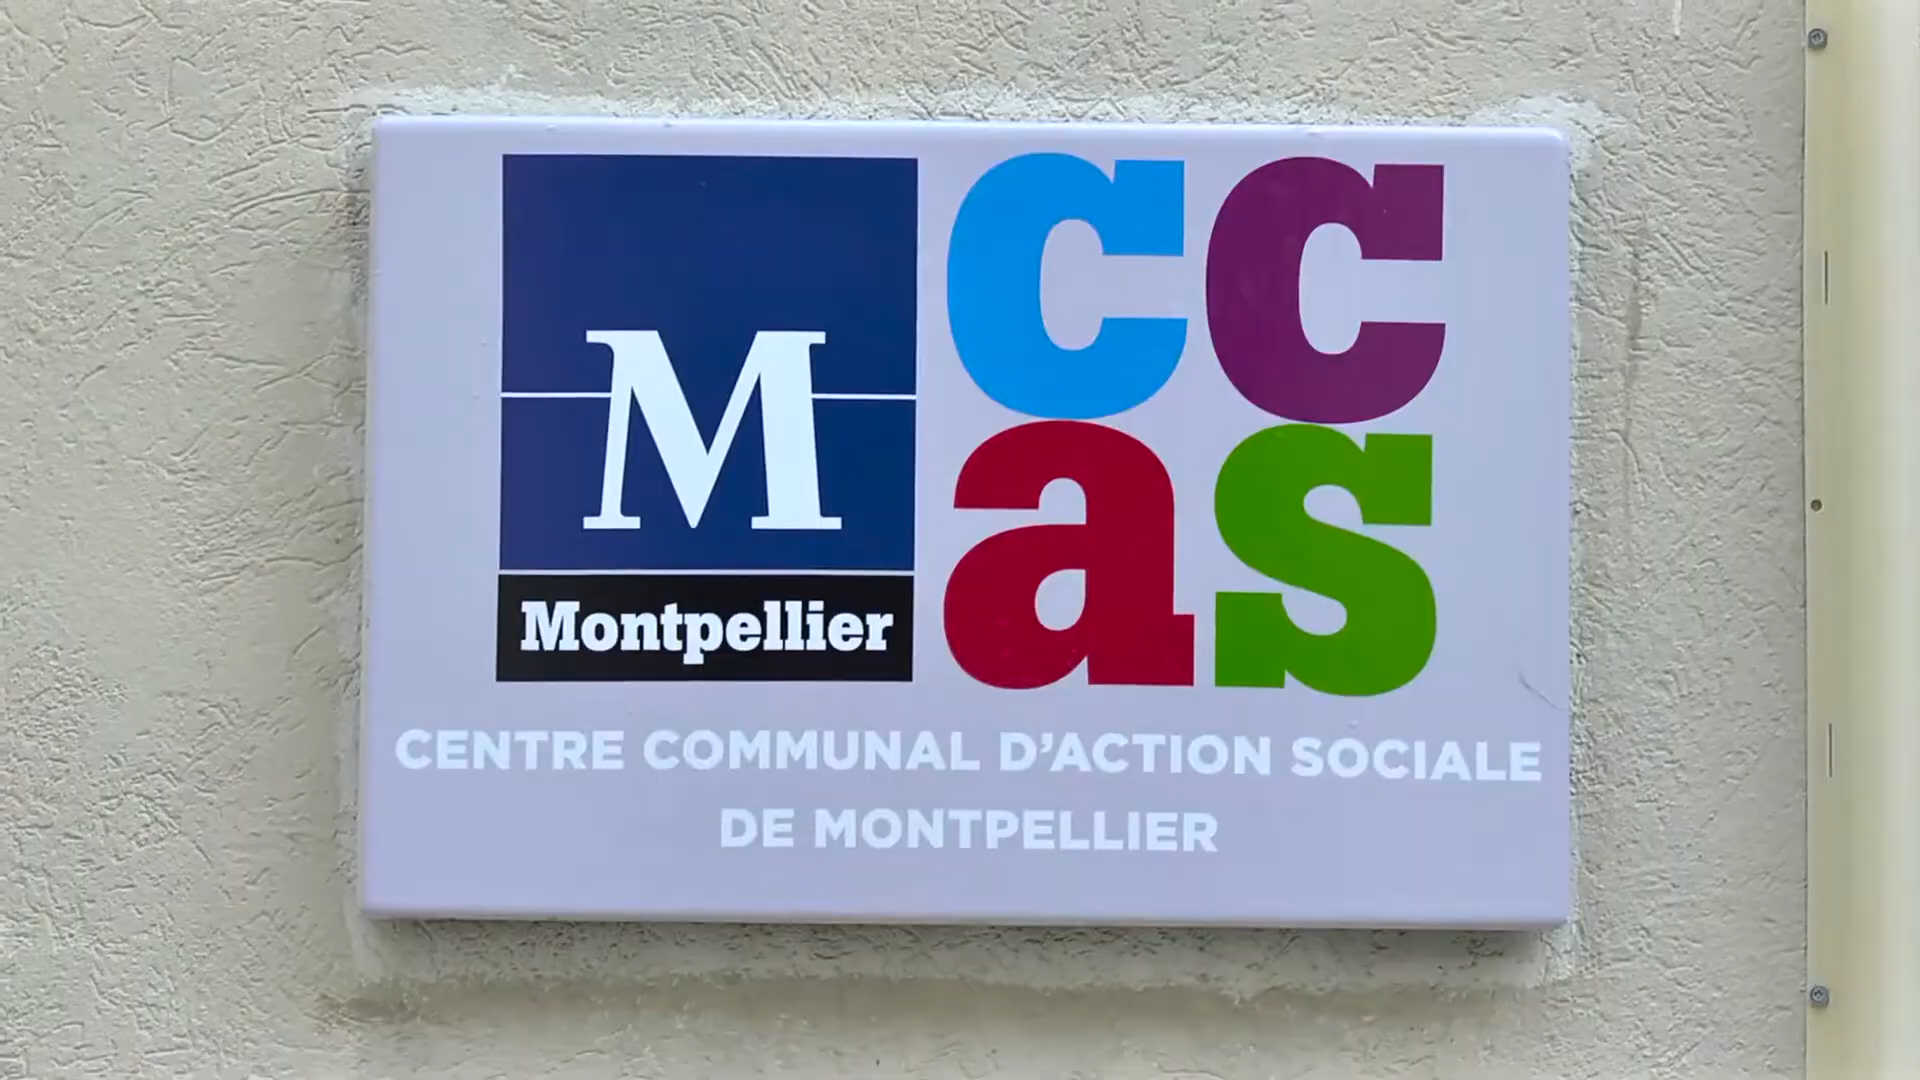 M
Montpellier
cc
as
CENTRE COMMUNAL D’ACTION SOCIALE
DE MONTPELLIER